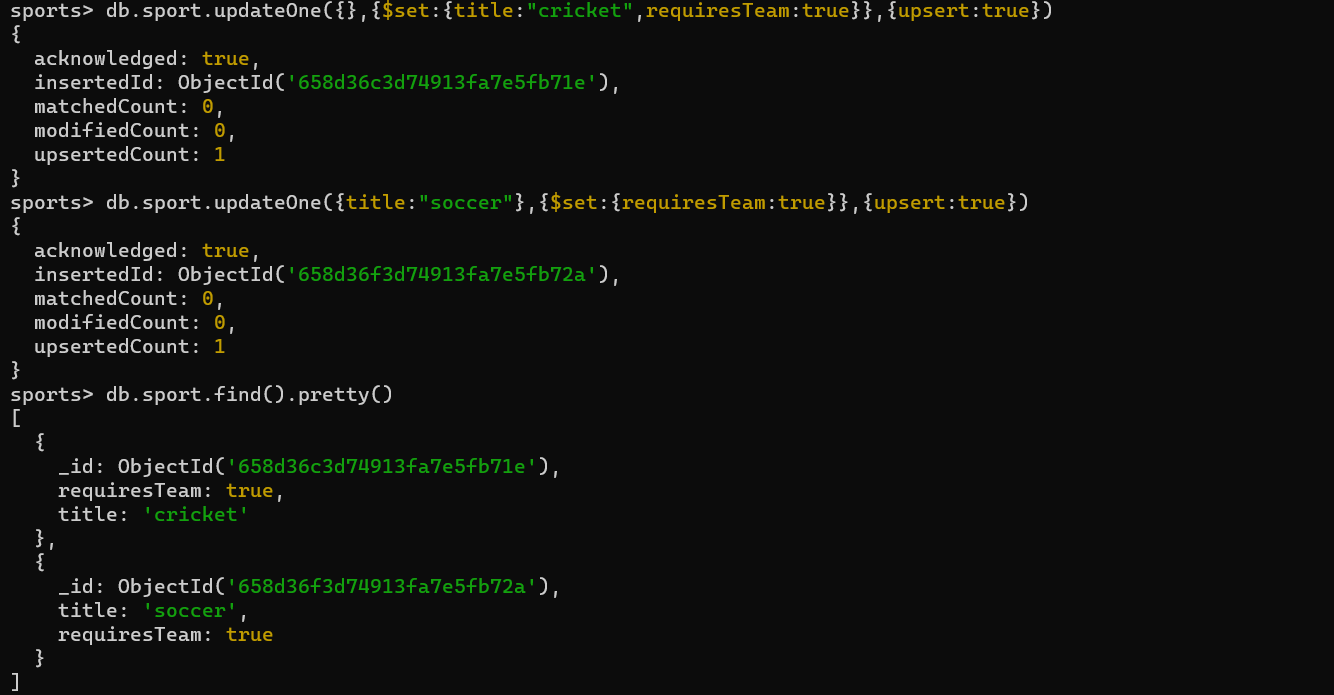 sports> db.sport.updateOne({},{$set:{title:"cricket",requiresTeam:true}},{upsert:true})
{
  acknowledged: true,
  insertedId: ObjectId('658d36c3d74913fa7e5fb71e'),
  matchedCount: 0,
  modifiedCount: 0,
  upsertedCount: 1
}
sports> db.sport.updateOne({title:"soccer"},{$set:{requiresTeam:true}},{upsert:true})
{
  acknowledged: true,
  insertedId: ObjectId('658d36f3d74913fa7e5fb72a'),
  matchedCount: 0,
  modifiedCount: 0,
  upsertedCount: 1
}
sports> db.sport.find().pretty()
[
  {
    _id: ObjectId('658d36c3d74913fa7e5fb71e'),
    requiresTeam: true,
    title: 'cricket'
  },
  {
    _id: ObjectId('658d36f3d74913fa7e5fb72a'),
    title: 'soccer',
    requiresTeam: true
  }
]